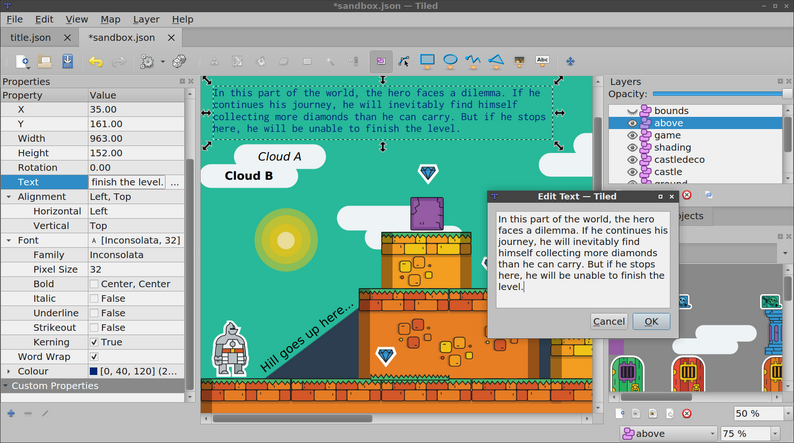 *sandbox.json — Tiled
File Edit View Map Layer Help
title.json *sandbox.json
Abc
Properties
Property Value
X 35.00
Y 161.00
Width 963.00
Height 152.00
Rotation 0.00
Text finish the level. ...
Alignment Left, Top
Horizontal Left
Vertical Top
Font A [Inconsolata, 32]
Family Inconsolata
Pixel Size 32
Bold Center, Center
Italic False
Underline False
Strikeout False
Kerning True
Word Wrap
Colour [0, 40, 120] (2...
Custom Properties
In this part of the world, the hero faces a dilemma. If he
continues his journey, he will inevitably find himself
collecting more diamonds than he can carry. But if he stops
here, he will be unable to finish the level.
Cloud A
Cloud B
Hill goes up here...
Layers
Opacity:
bounds
above
game
shading
castledeco
castle
ground
Edit Text — Tiled
In this part of the world, the hero
faces a dilemma. If he continues his
journey, he will inevitably find
himself collecting more diamonds
than he can carry. But if he stops
here, he will be unable to finish the
level.
Cancel OK
bjects
50 %
above 75 %